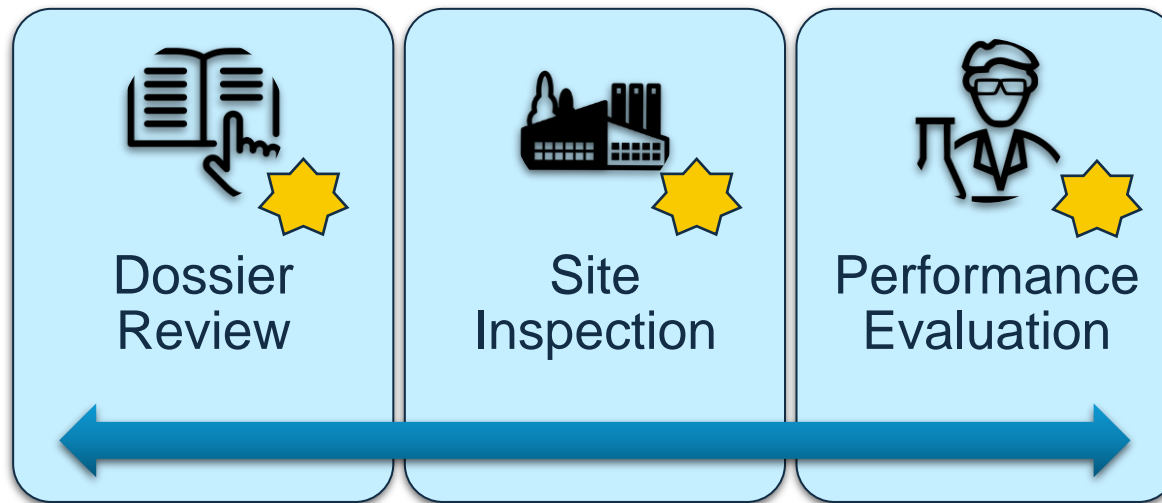 Dossier
Review
Site
Inspection
Performance
Evaluation